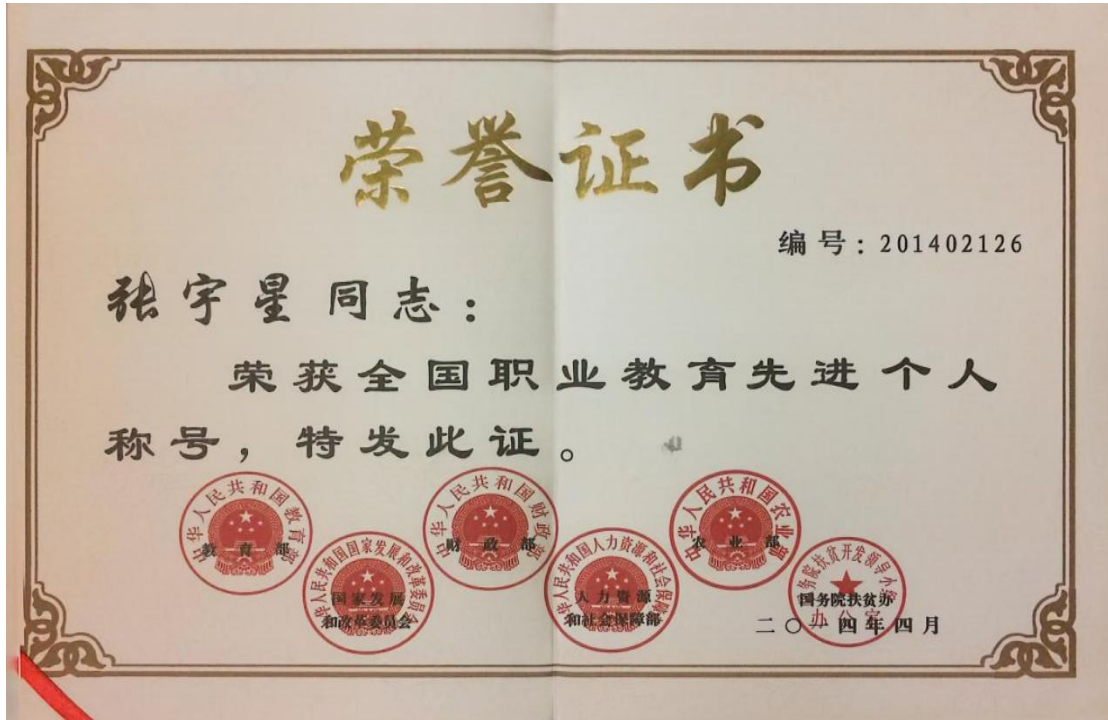 荣誉证书
编号：201402126
张宇星同志：
荣获全国职业教育先进个人
称号，特发此证。
中华人民共和国教育部
教育部
中华人民共和国国家发展和改革委员会
国家发展
和改革委员会
中华人民共和国财政部
财政部
中华人民共和国人力资源和社会保障部
人力资源
和社会保障部
中华人民共和国农业部
农业部
国务院扶贫开发领导小组
办公室
国务院扶贫办
二〇一四年四月